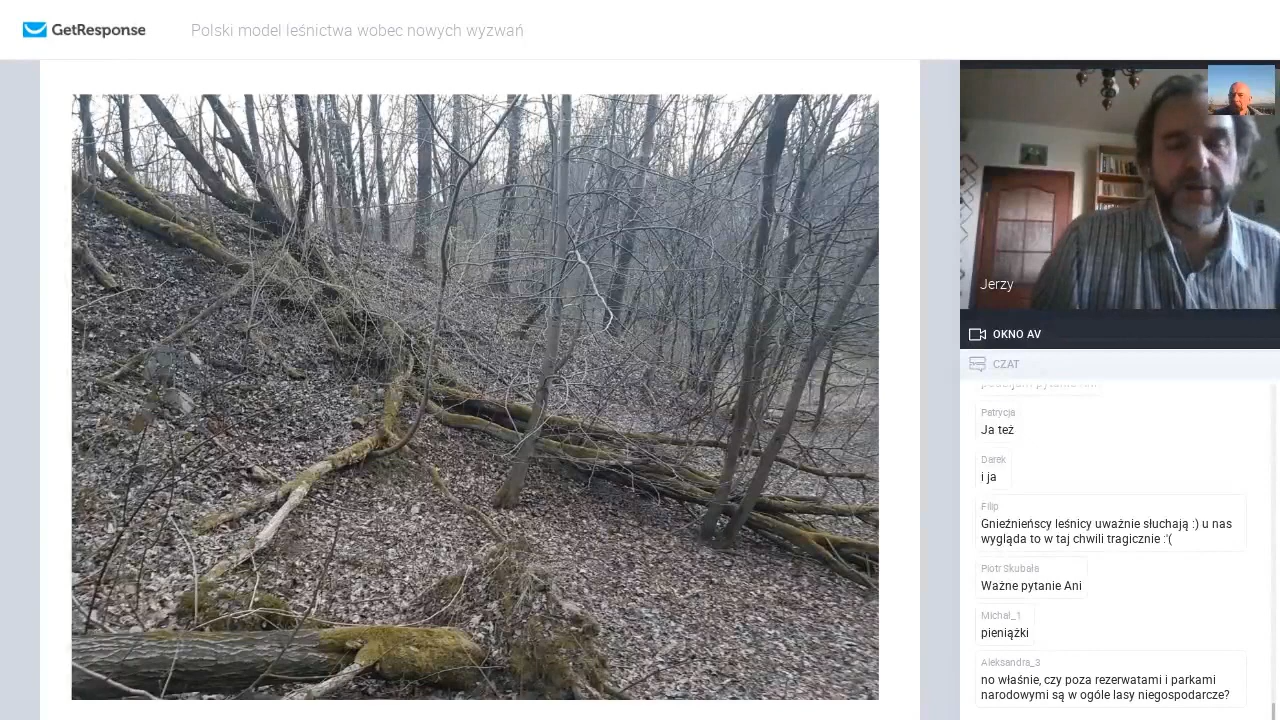 GetResponse
Polski model leśnictwa wobec nowych wyzwań
Jerzy
OKNO AV
CZAT
Patrycja
Ja też
Darek
i ja
Filip
Gnieźnieńscy leśnicy uważnie słuchają :) u nas
wygląda to w taj chwili tragicznie :'(
Piotr Skubała
Ważne pytanie Ani
Michał_1
pieniążki
Aleksandra_3
no właśnie, czy poza rezerwatami i parkami
narodowymi są w ogóle lasy niegospodarcze?